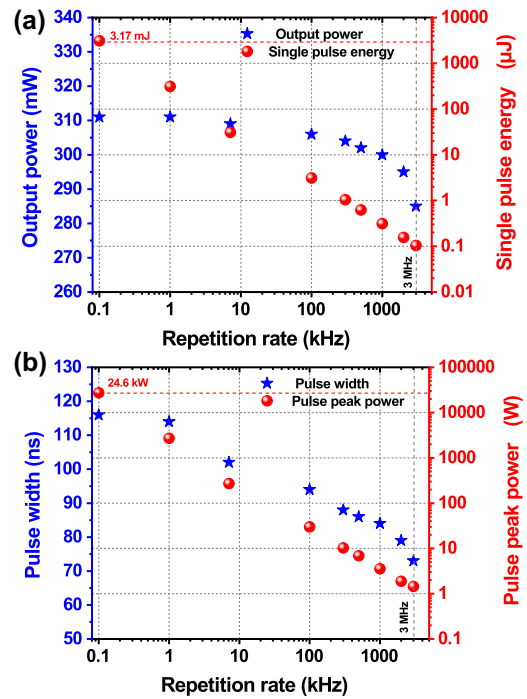 (a)
340
330
320
310
300
290
280
270
260
Output power (mW)
3.17 mJ
Output power
Single pulse energy
3 MHz
10000
1000
100
10
1
0.1
0.01
Single pulse energy (μJ)
0.1 1 10 100 1000
Repetition rate (kHz)
(b)
130
120
110
100
90
80
70
60
50
Pulse width (ns)
24.6 kW
Pulse width
Pulse peak power
3 MHz
100000
10000
1000
100
10
1
0.1
Pulse peak power (W)
0.1 1 10 100 1000
Repetition rate (kHz)